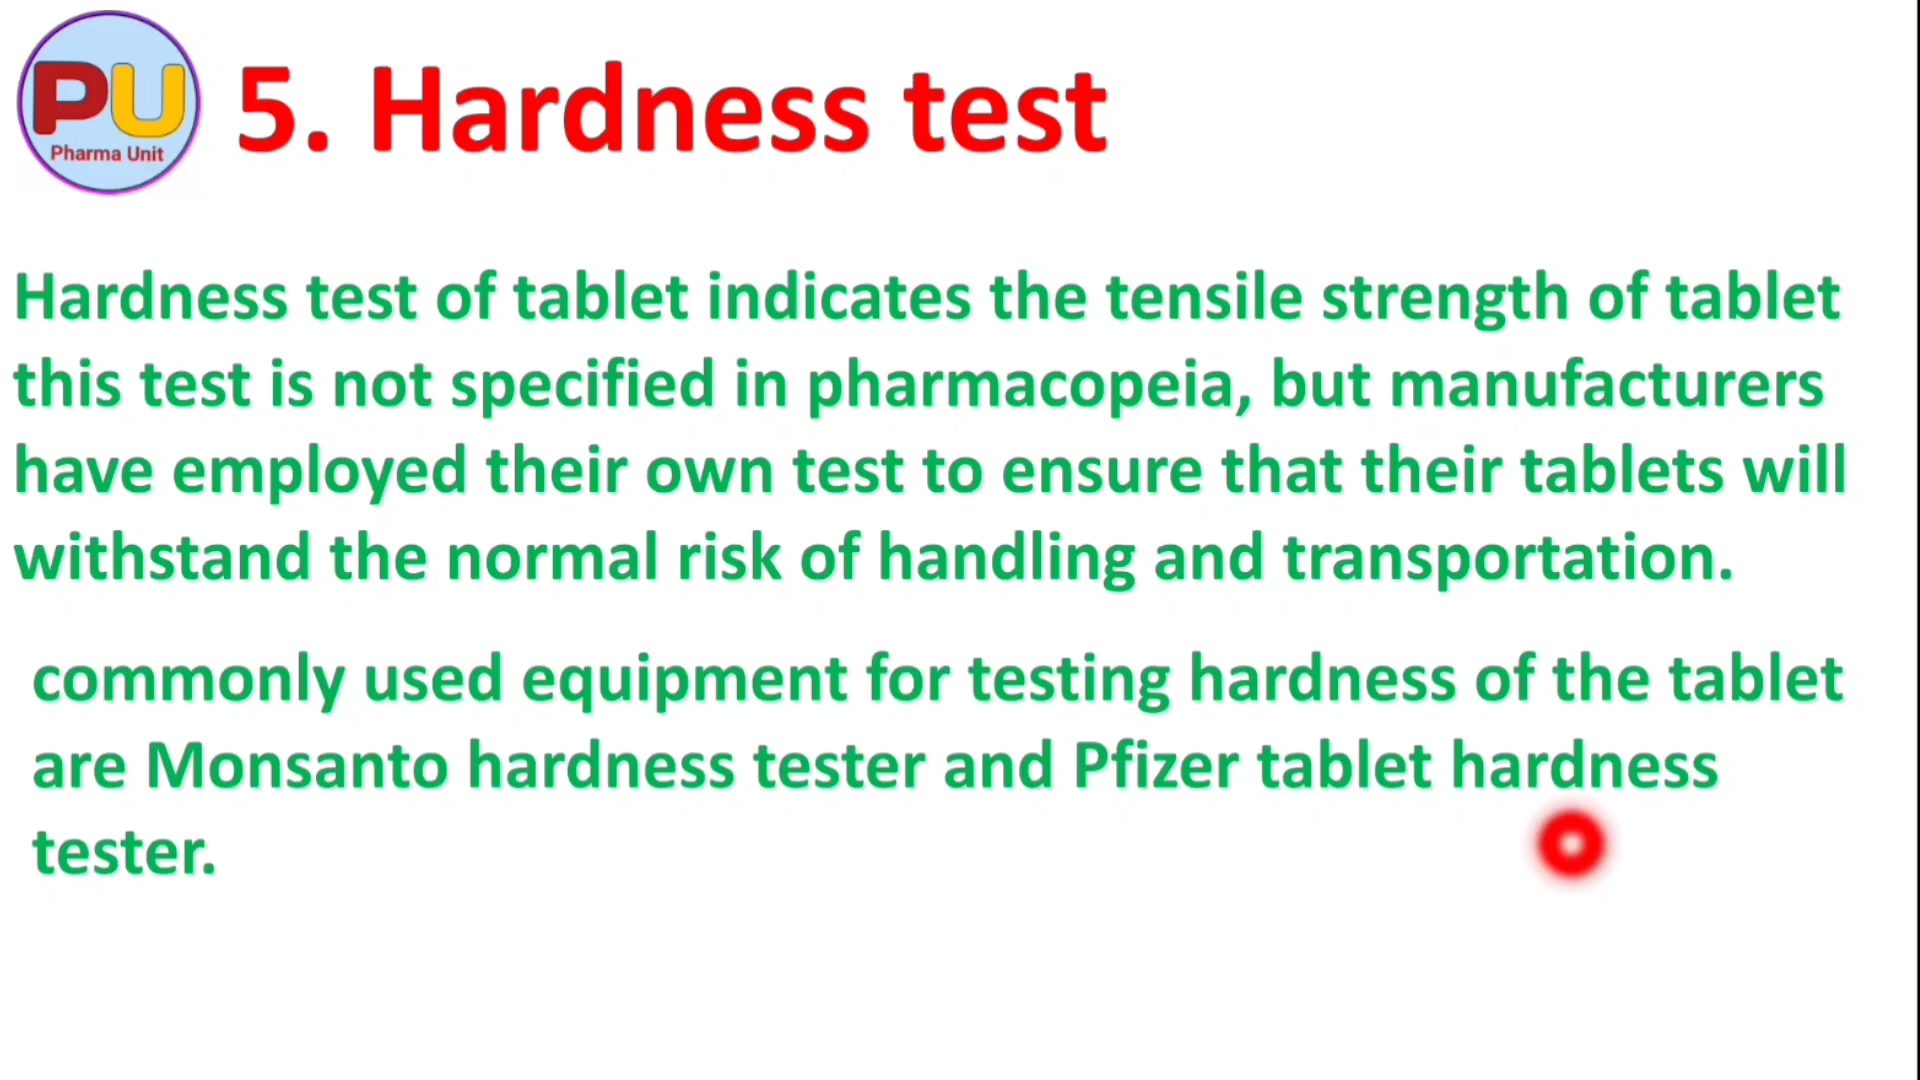 PU
Pharma Unit
5. Hardness test
Hardness test of tablet indicates the tensile strength of tablet
this test is not specified in pharmacopeia, but manufacturers
have employed their own test to ensure that their tablets will
withstand the normal risk of handling and transportation.
commonly used equipment for testing hardness of the tablet
are Monsanto hardness tester and Pfizer tablet hardness
tester.